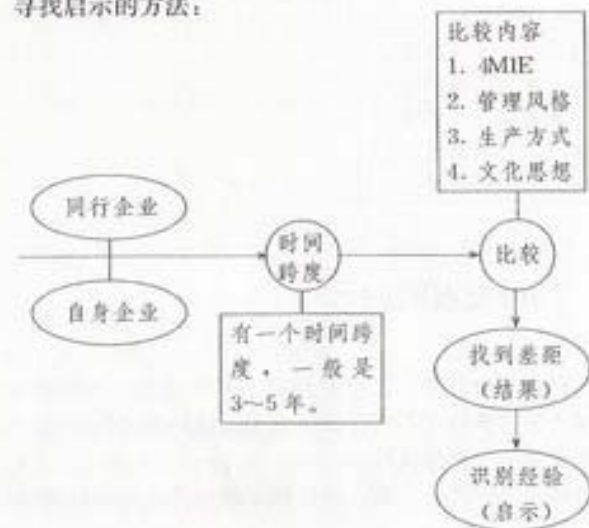 寻找启示的方法：
比较内容
1. 4M1E
2. 管理风格
3. 生产方式
4. 文化思想
同行企业
自身企业
时间
跨度
有一个时间跨
度，一般是
3～5年。
比较
找到差距
(结果)
识别经验
(启示)